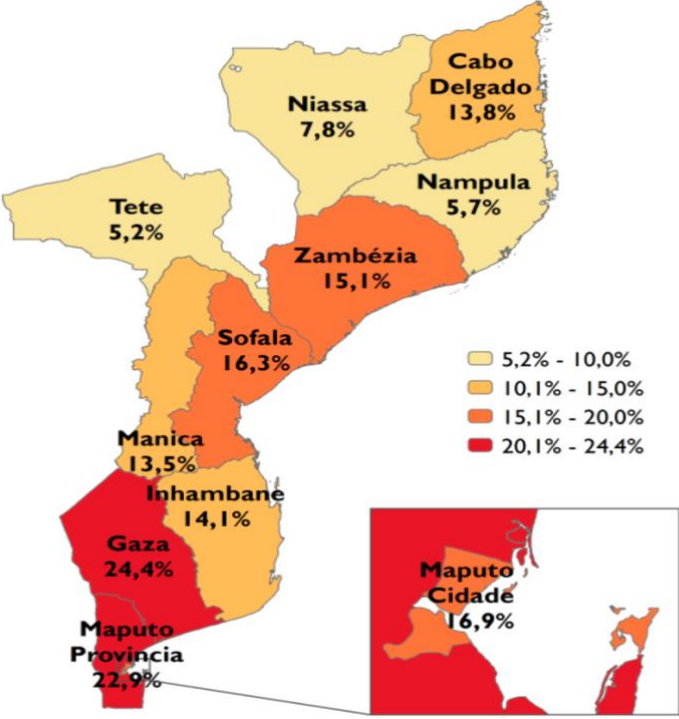 Cabo
Delgado
13,8%
Niassa
7,8%
Nampula
5,7%
Tete
5,2%
Zambézia
15,1%
Sofala
16,3%
5,2% - 10,0%
10,1% - 15,0%
15,1% - 20,0%
20,1% - 24,4%
Manica
13,5%
Inhambane
14,1%
Gaza
24,4%
Maputo
Cidade
16,9%
Maputo
Provincia
22,9%